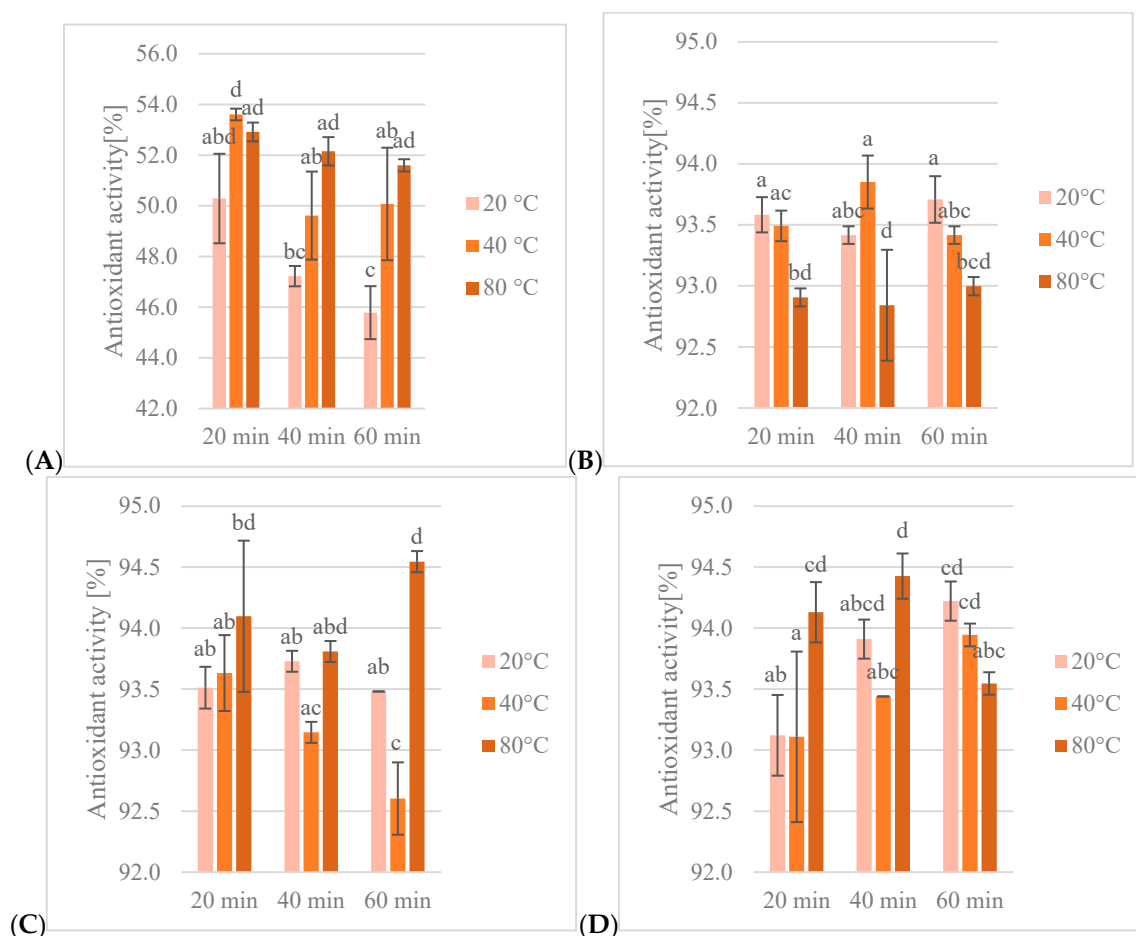 Antioxidant activity[%]
56.0
54.0
52.0
50.0
48.0
46.0
44.0
42.0
abd
d
ad
bc
ab
ad
c
ab
ad
20 min 40 min 60 min
20 °C
40 °C
80 °C
(A)
Antioxidant activity[%]
95.0
94.5
94.0
93.5
93.0
92.5
92.0
a
ac
bd
abc
a
d
a
abc
bcd
20 min 40 min 60 min
20°C
40°C
80°C
(B)
Antioxidant activity [%]
95.0
94.5
94.0
93.5
93.0
92.5
92.0
ab
ab
bd
ab
ac
abd
ab
c
d
20 min 40 min 60 min
20°C
40°C
80°C
(C)
Antioxidant activity[%]
95.0
94.5
94.0
93.5
93.0
92.5
92.0
ab
a
cd
abcd
abc
d
cd
cd
abc
20 min 40 min 60 min
20°C
40°C
80°C
(D)